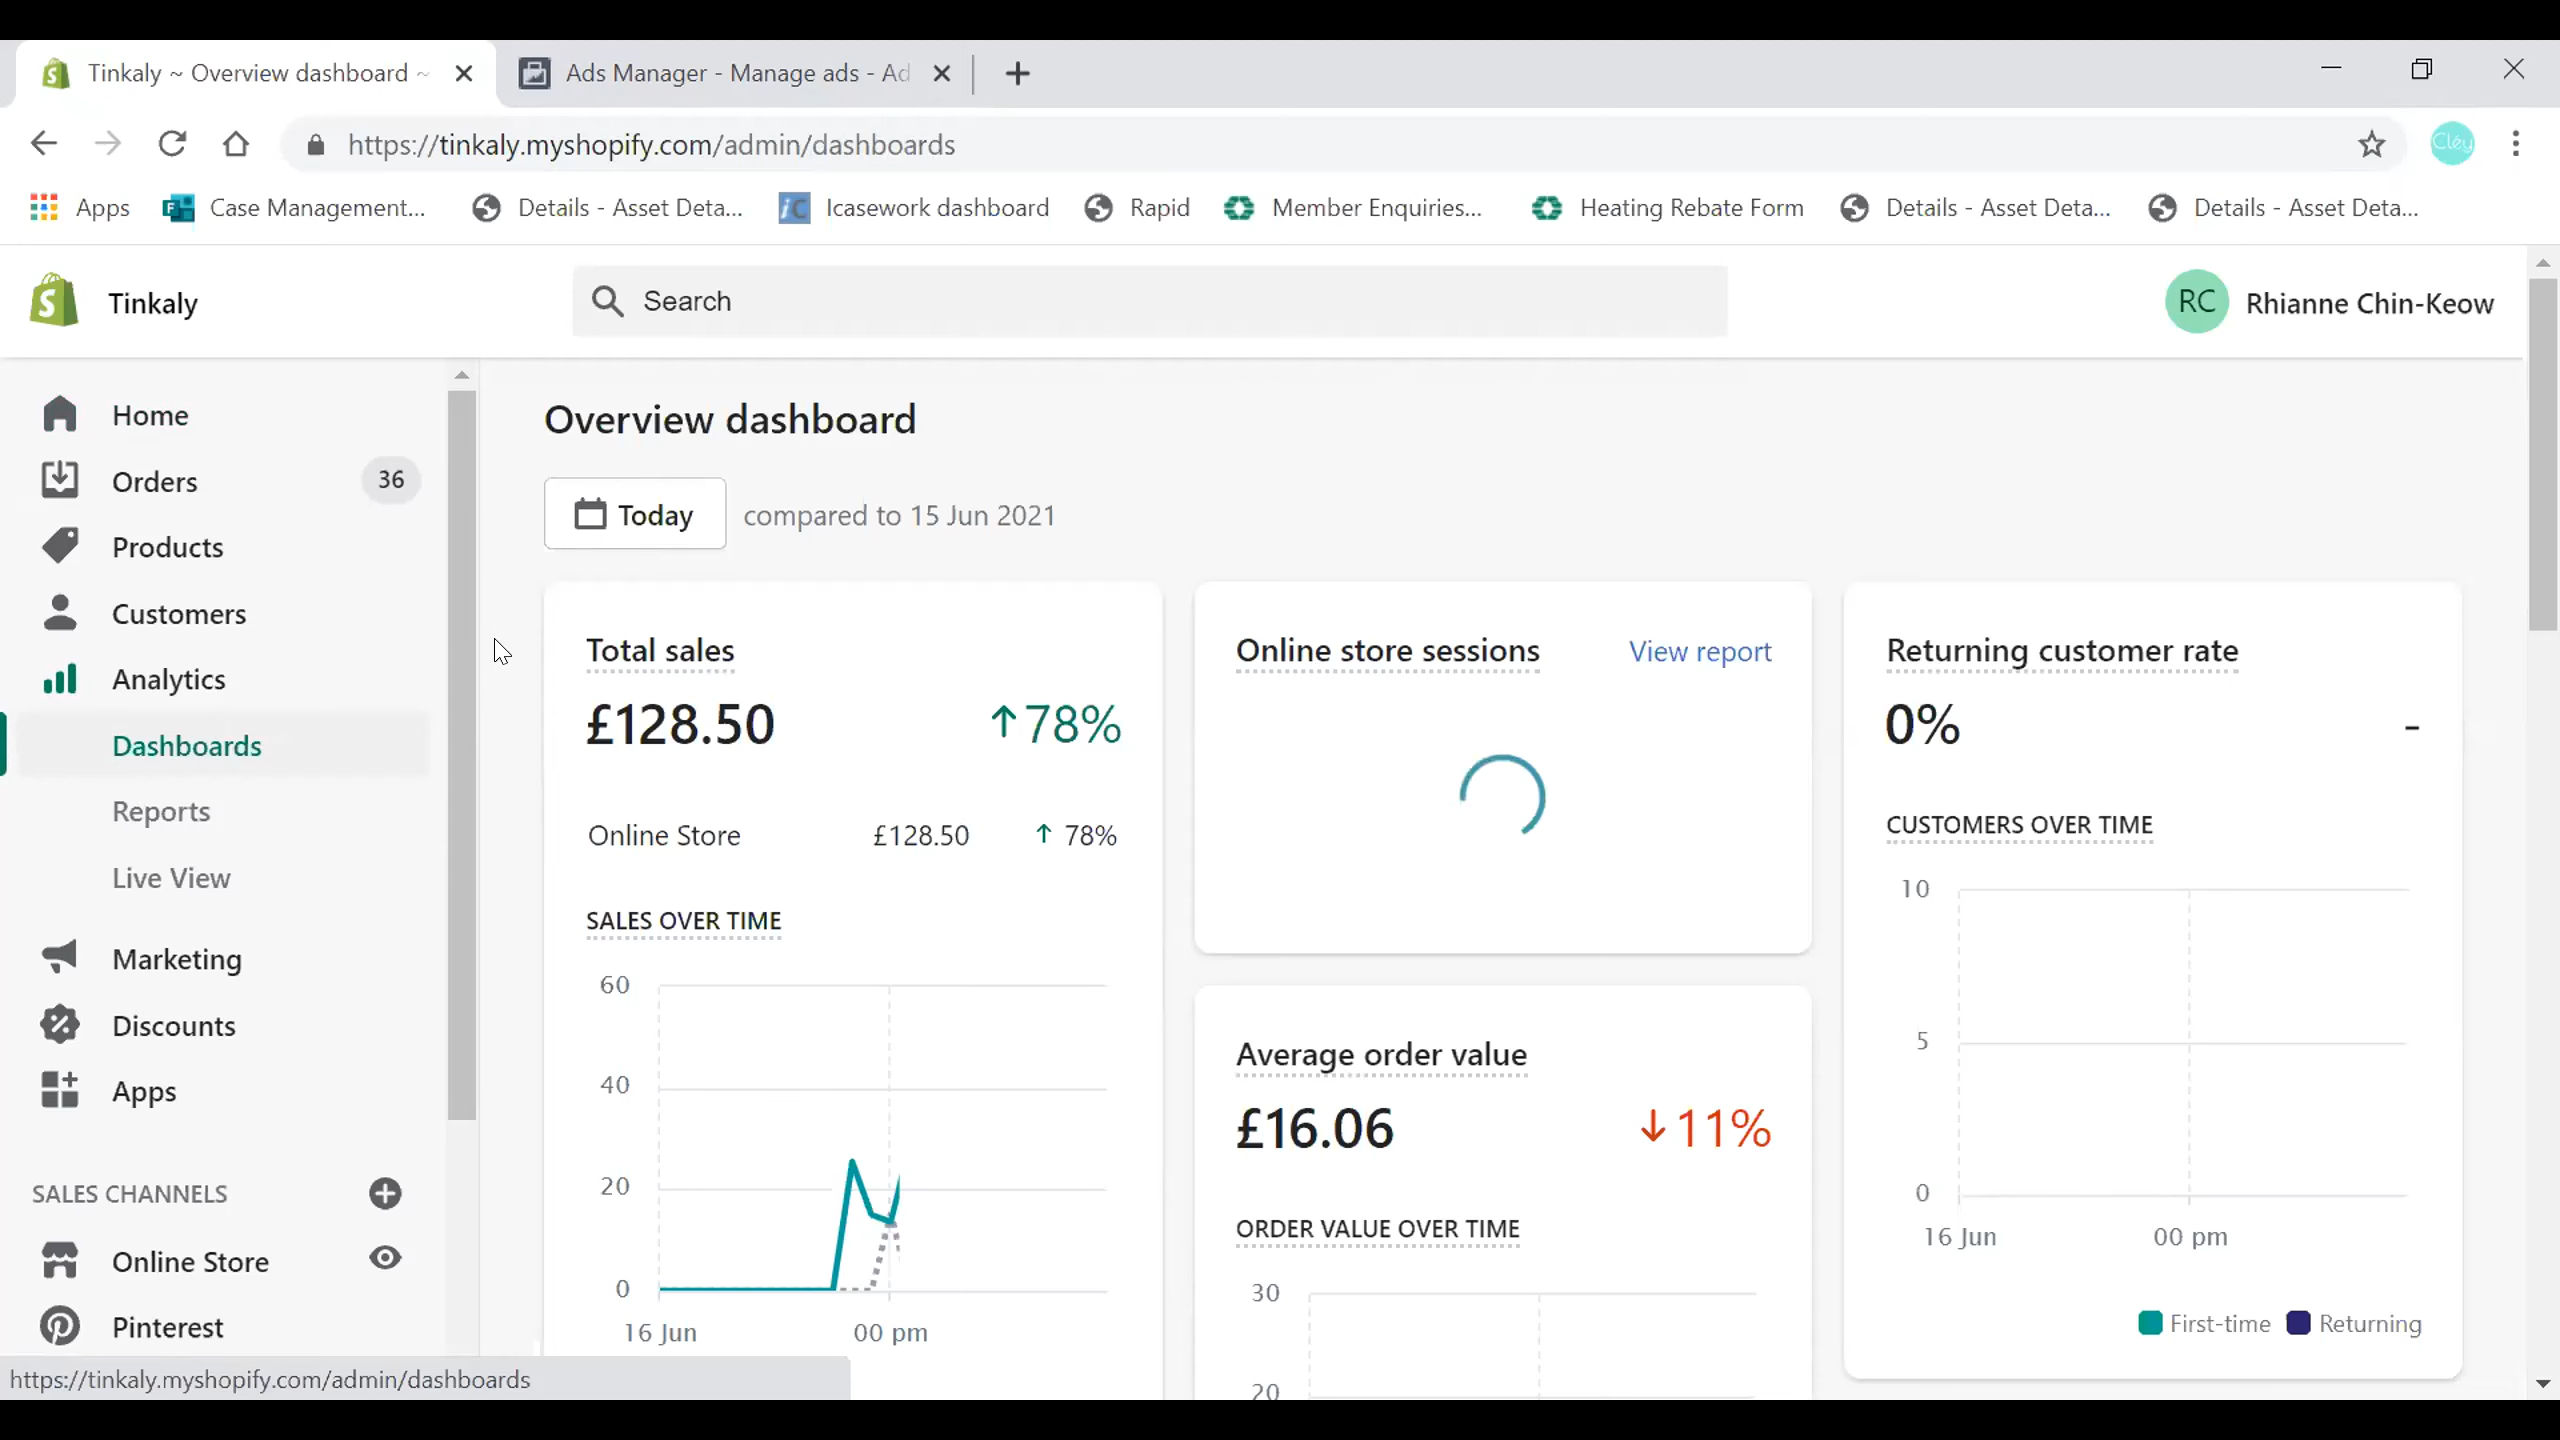 Tinkaly ~ Overview dashboard ~
Ads Manager - Manage ads - Ad
https://tinkaly.myshopify.com/admin/dashboards
Cléy
Apps
Case Management...
Details - Asset Deta...
Icasework dashboard
Rapid
Member Enquiries...
Heating Rebate Form
Details - Asset Deta...
Details - Asset Deta...
Tinkaly
Search
RC
Rhianne Chin-Keow
Home
Orders
36
Products
Customers
Analytics
Dashboards
Reports
Live View
Marketing
Discounts
Apps
SALES CHANNELS
Online Store
Pinterest
https://tinkaly.myshopify.com/admin/dashboards
Overview dashboard
Today
compared to 15 Jun 2021
Total sales
£128.50
↑78%
Online Store £128.50 ↑ 78%
SALES OVER TIME
60
40
20
0
16 Jun
00 pm
Online store sessions
View report
Average order value
£16.06
↓11%
ORDER VALUE OVER TIME
30
20
Returning customer rate
0%
-
CUSTOMERS OVER TIME
10
5
0
16 Jun
00 pm
First-time
Returning